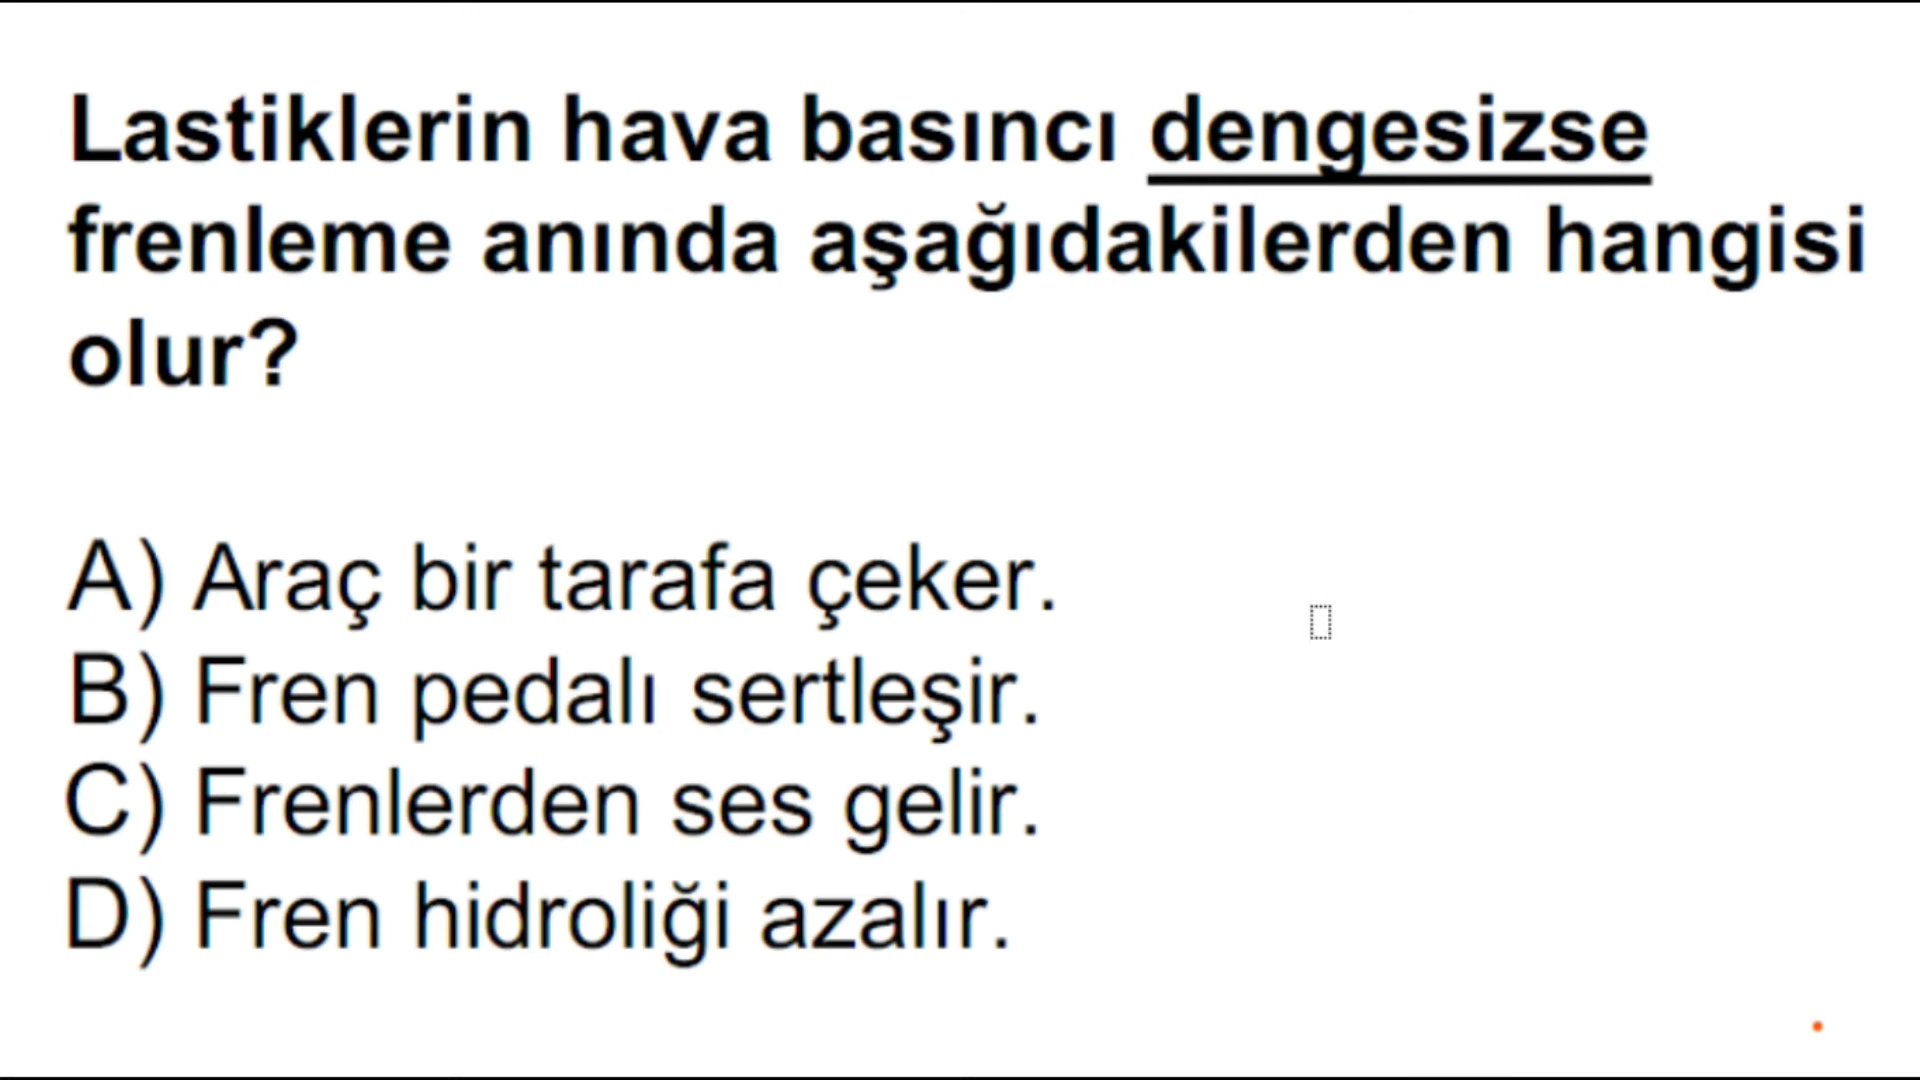 Lastiklerin hava basıncı dengesizse
frenleme anında aşağıdakilerden hangisi
olur?
A) Araç bir tarafa çeker.
B) Fren pedalı sertleşir.
C) Frenlerden ses gelir.
D) Fren hidroliği azalır.